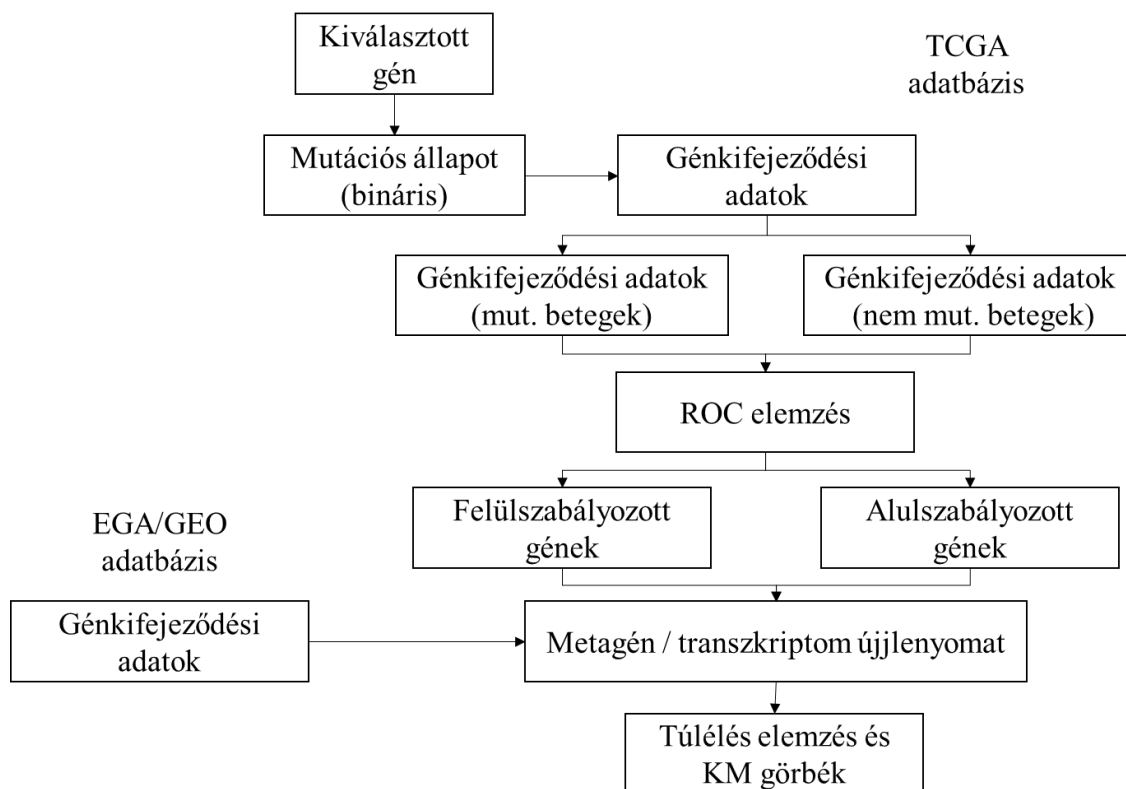 Kiválasztott
gén
TCGA
adatbázis
Mutációs állapot
(bináris)
Génkifejeződési
adatok
Génkifejeződési adatok
(mut. betegek)
Génkifejeződési adatok
(nem mut. betegek)
ROC elemzés
Felülszabályozott
gének
Alulszabályozott
gének
EGA/GEO
adatbázis
Génkifejeződési
adatok
Metagén / transzkriptom újjlenyomat
Túlélés elemzés és
KM görbék